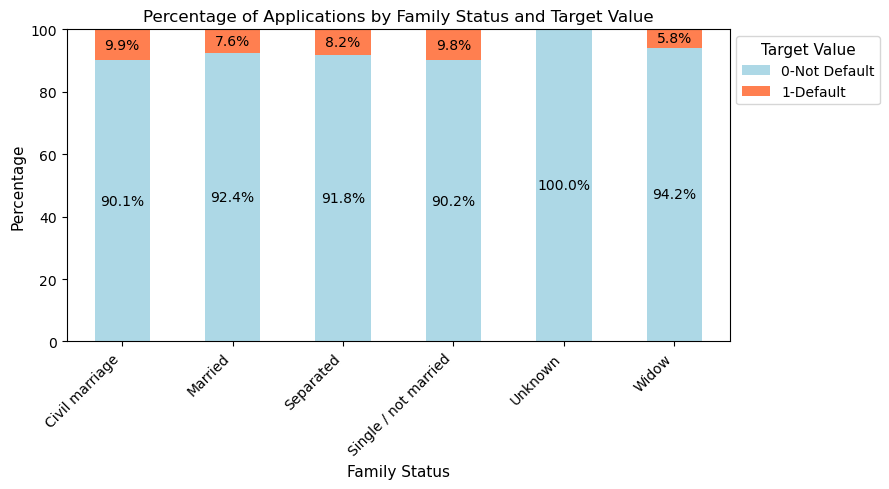 Percentage of Applications by Family Status and Target Value
100
80
60
40
20
0
Percentage
9.9%
7.6%
8.2%
9.8%
5.8%
90.1%
92.4%
91.8%
90.2%
100.0%
94.2%
Civil marriage
Married
Separated
Single / not married
Unknown
Widow
Family Status
Target Value
0-Not Default
1-Default